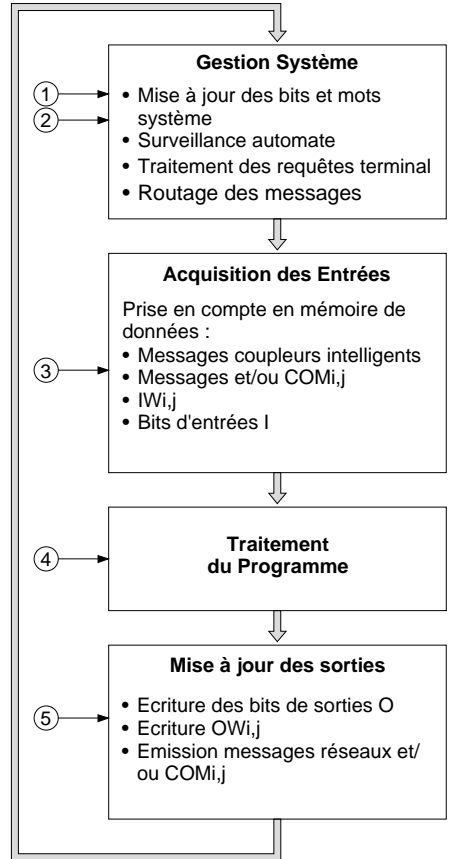 Gestion Système
1
• Mise à jour des bits et mots
2
système
• Surveillance automate
• Traitement des requêtes terminal
• Routage des messages
Acquisition des Entrées
Prise en compte en mémoire de
données :
• Messages coupleurs intelligents
3
• Messages et/ou COMi,j
• IWi,j
• Bits d'entrées I
4
Traitement
du Programme
Mise à jour des sorties
5
• Ecriture des bits de sorties O
• Ecriture OWi,j
• Emission messages réseaux et/
ou COMi,j